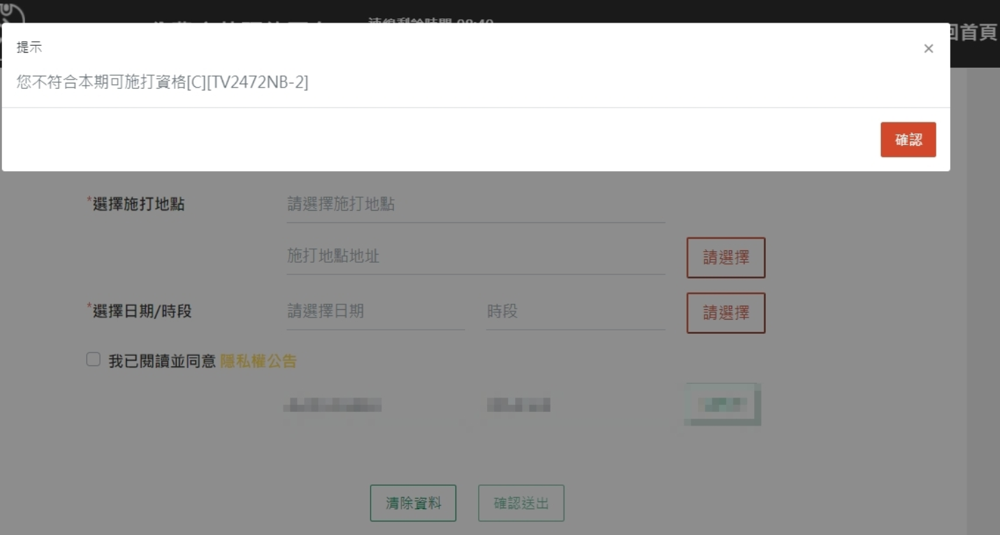 回首頁
提示
×
您不符合本期可施打資格[C][TV2472NB-2]
確認
*選擇施打地點 請選擇施打地點
施打地點地址 請選擇
*選擇日期/時段 請選擇日期 時段 請選擇
我已閱讀並同意 隱私權公告
清除資料 確認送出